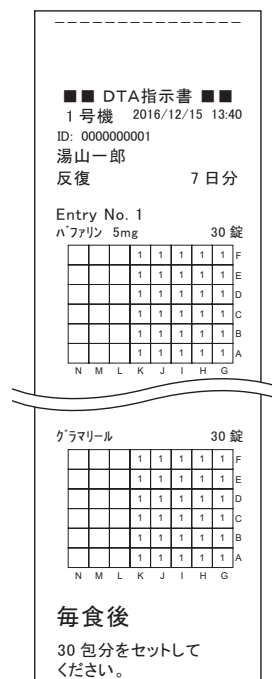 ■■ DTA指示書 ■■
1号機 2016/12/15 13:40
ID: 0000000001
湯山一郎
反復 7日分
Entry No. 1
ﾊﾞﾌｧﾘﾝ 5mg 30 錠
1 1 1 1 1 F
1 1 1 1 1 E
1 1 1 1 1 D
1 1 1 1 1 C
1 1 1 1 1 B
1 1 1 1 1 A
N M L K J I H G
ｸﾞﾗﾏﾘｰﾙ 30 錠
1 1 1 1 1 F
1 1 1 1 1 E
1 1 1 1 1 D
1 1 1 1 1 C
1 1 1 1 1 B
1 1 1 1 1 A
N M L K J I H G
毎食後
30 包分をセットして
ください。